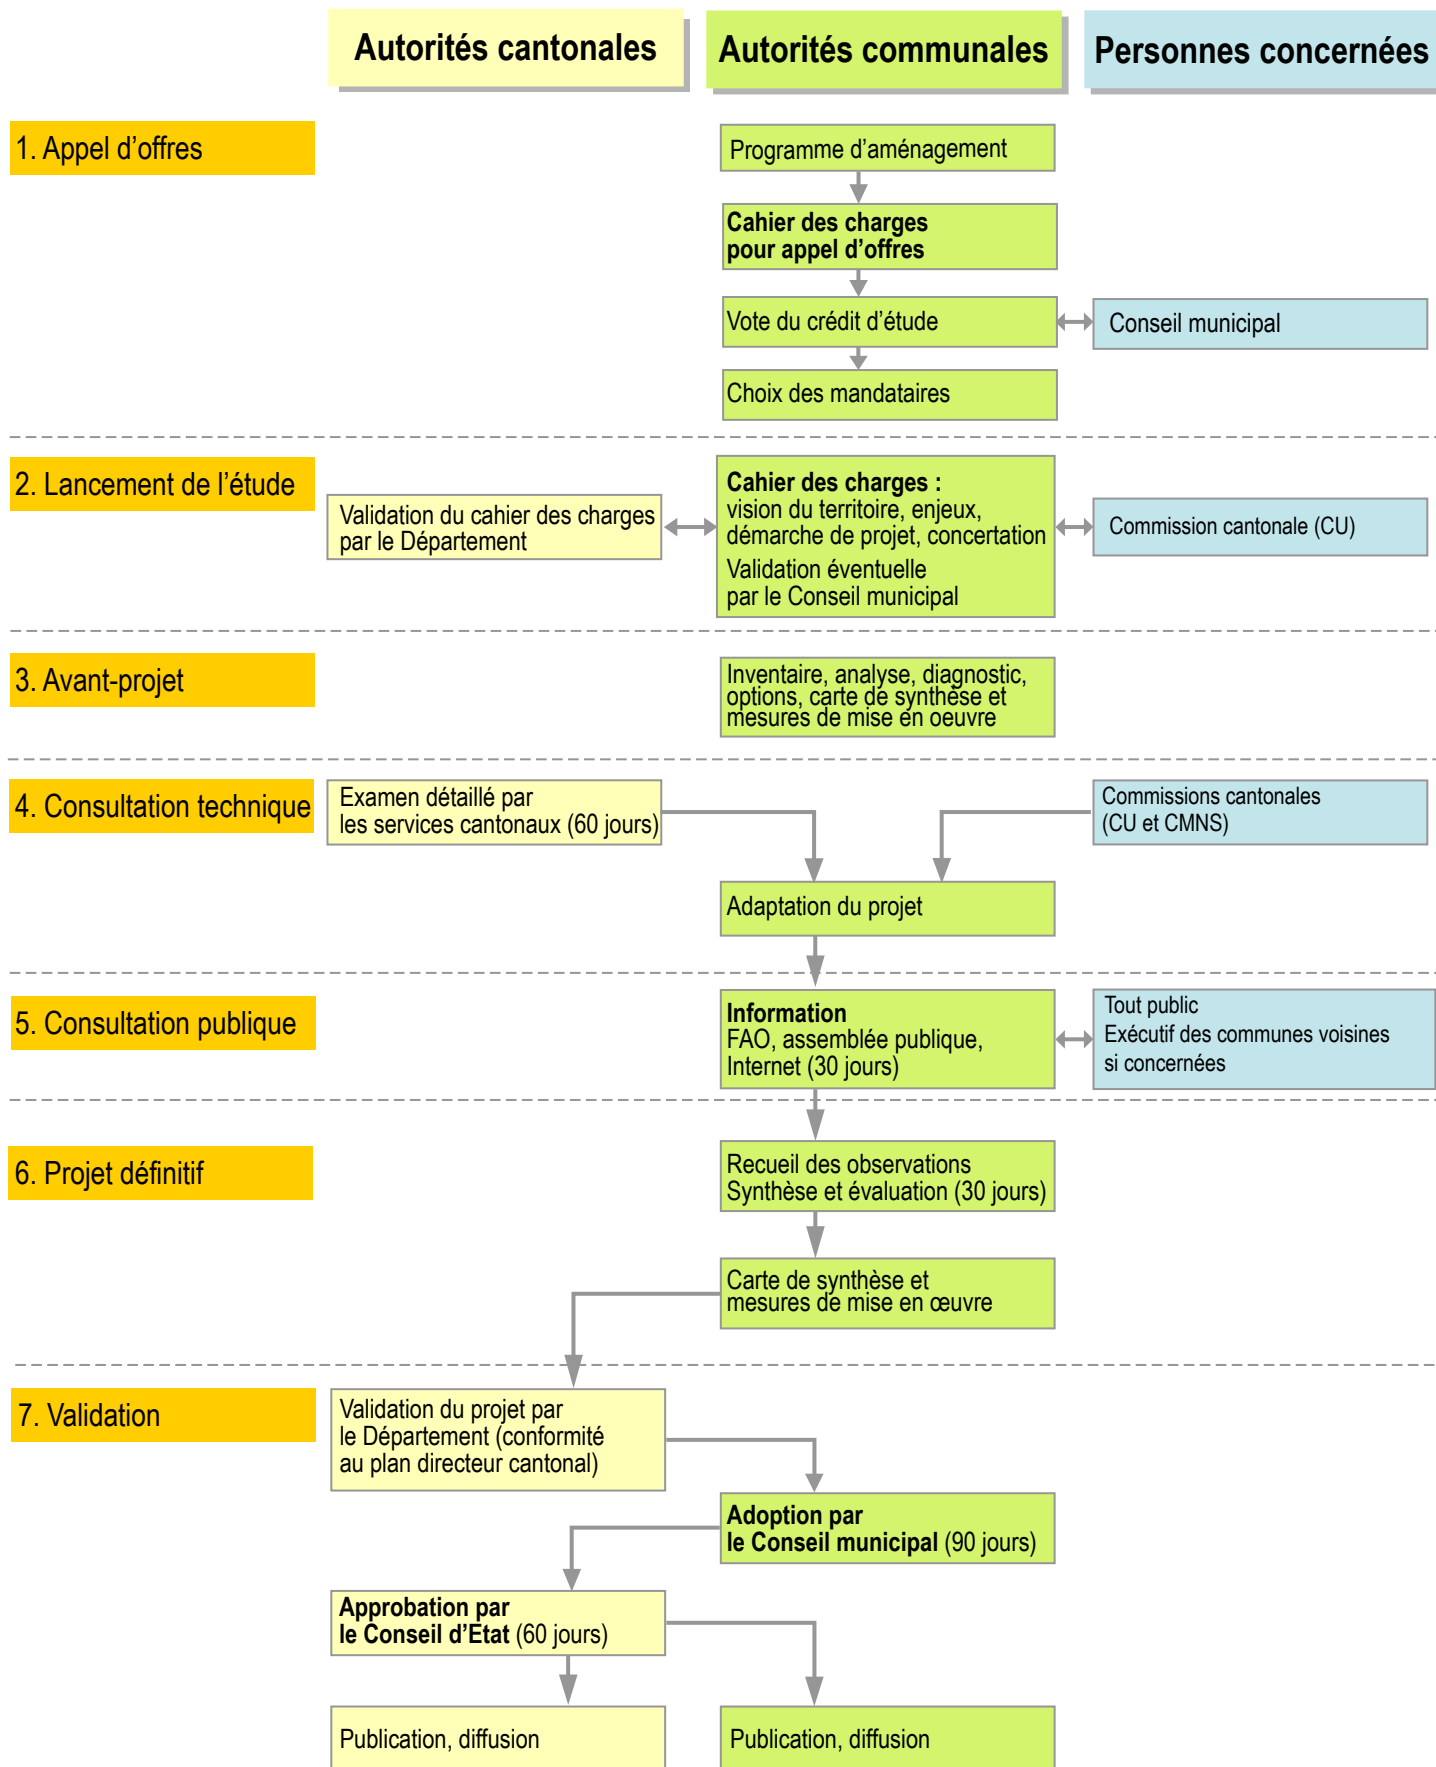 Autorités cantonales
Autorités communales
Personnes concernées
1. Appel d’offres
Programme d’aménagement
Cahier des charges
pour appel d’offres
Vote du crédit d’étude
Conseil municipal
Choix des mandataires
2. Lancement de l’étude
Validation du cahier des charges
par le Département
Cahier des charges :
vision du territoire, enjeux,
démarche de projet, concertation
Validation éventuelle
par le Conseil municipal
Commission cantonale (CU)
3. Avant-projet
Inventaire, analyse, diagnostic,
options, carte de synthèse et
mesures de mise en oeuvre
4. Consultation technique
Examen détaillé par
les services cantonaux (60 jours)
Commissions cantonales
(CU et CMNS)
Adaptation du projet
5. Consultation publique
Information
FAO, assemblée publique,
Internet (30 jours)
Tout public
Exécutif des communes voisines
si concernées
6. Projet définitif
Recueil des observations
Synthèse et évaluation (30 jours)
Carte de synthèse et
mesures de mise en œuvre
7. Validation
Validation du projet par
le Département (conformité
au plan directeur cantonal)
Adoption par
le Conseil municipal (90 jours)
Approbation par
le Conseil d’Etat (60 jours)
Publication, diffusion
Publication, diffusion